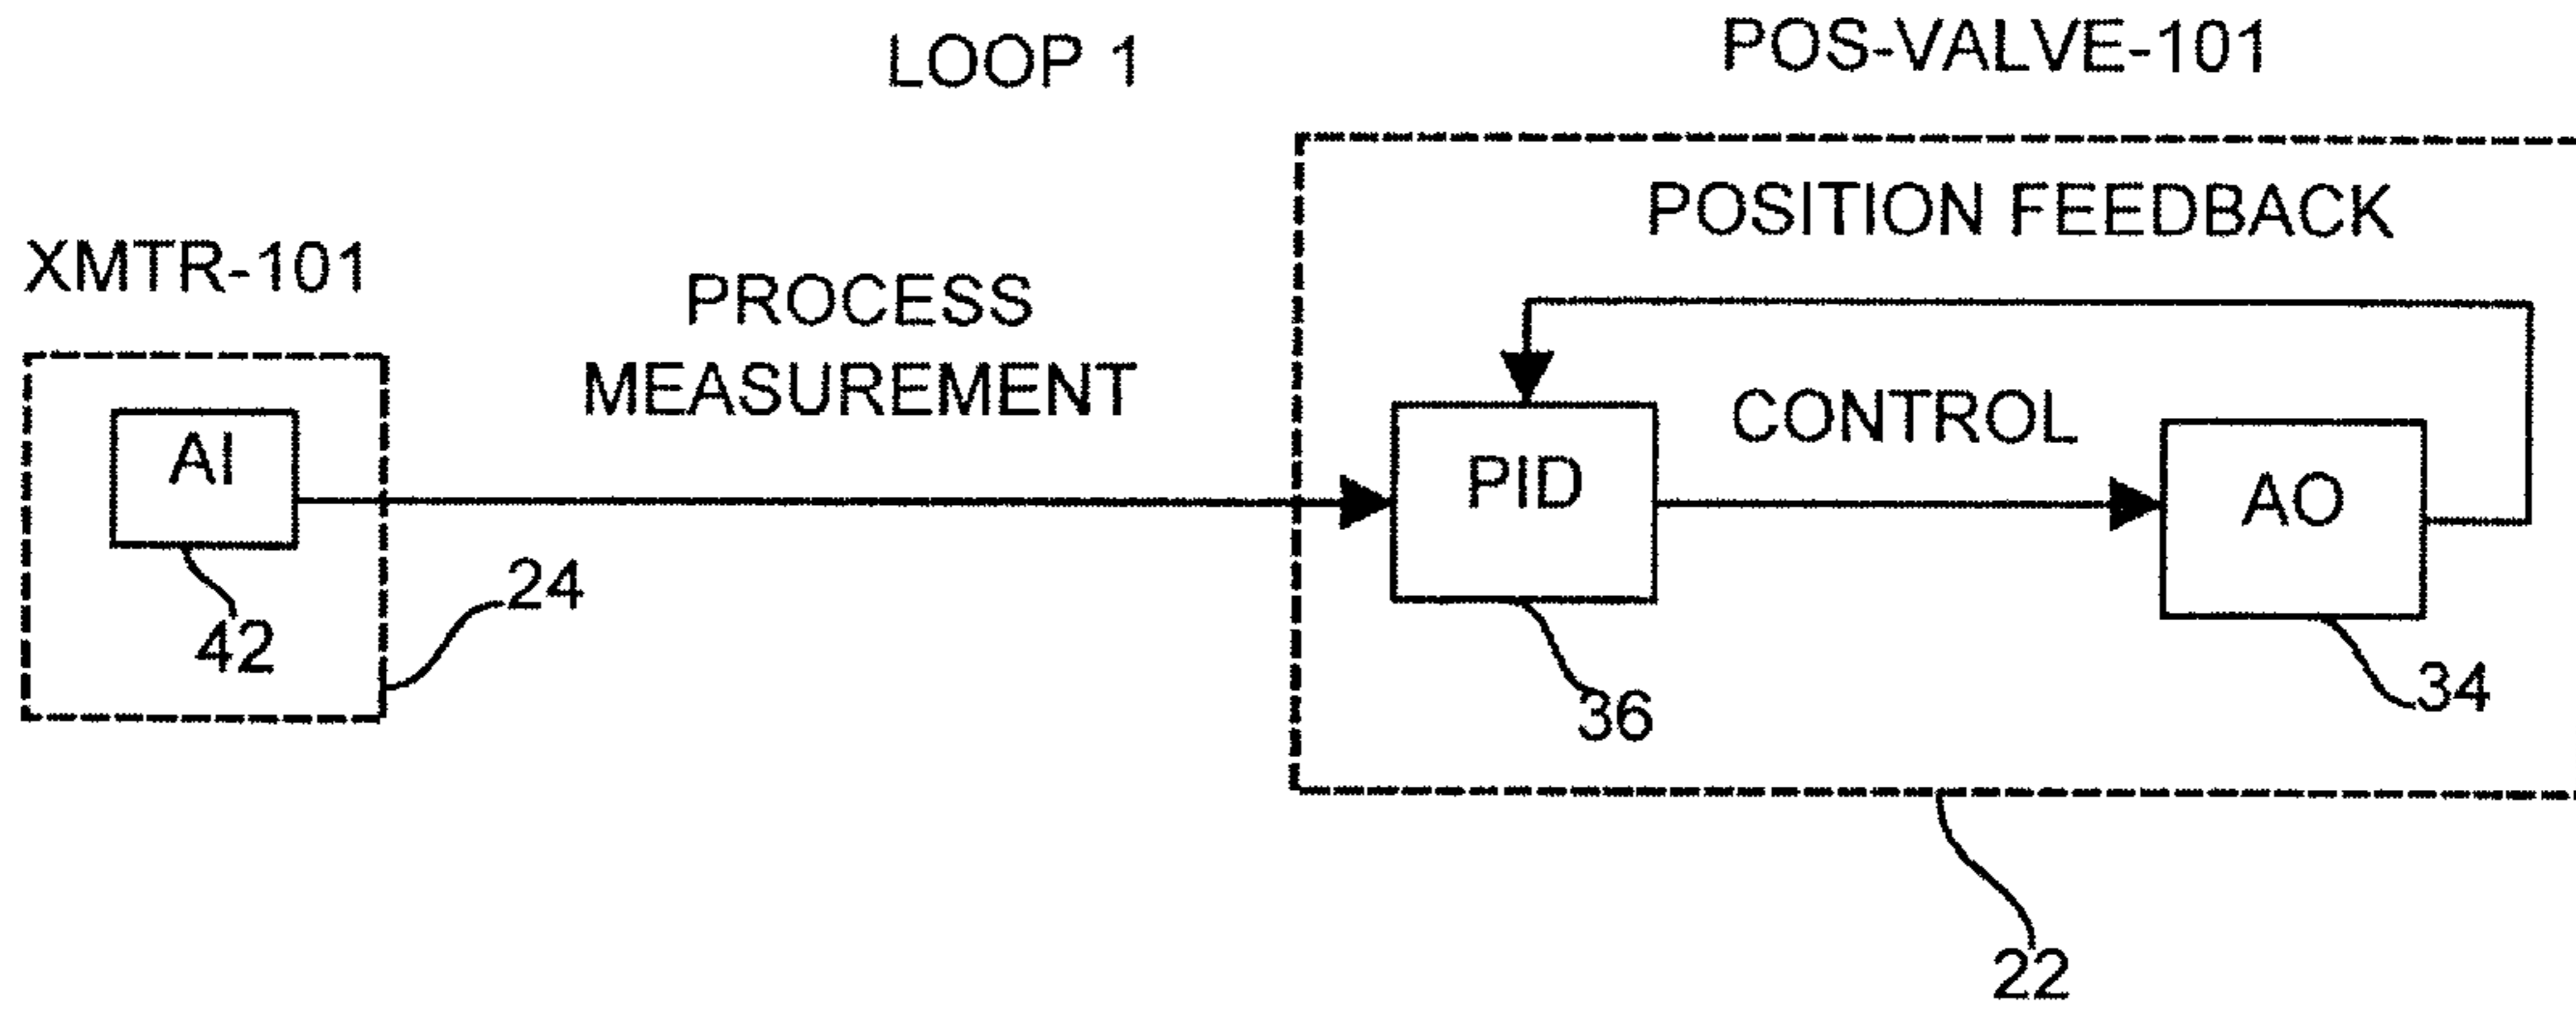 LOOP 1
POS-VALVE-101
POSITION FEEDBACK
XMTR-101
PROCESS
MEASUREMENT
CONTROL
AI
PID
AO
42
24
36
34
22